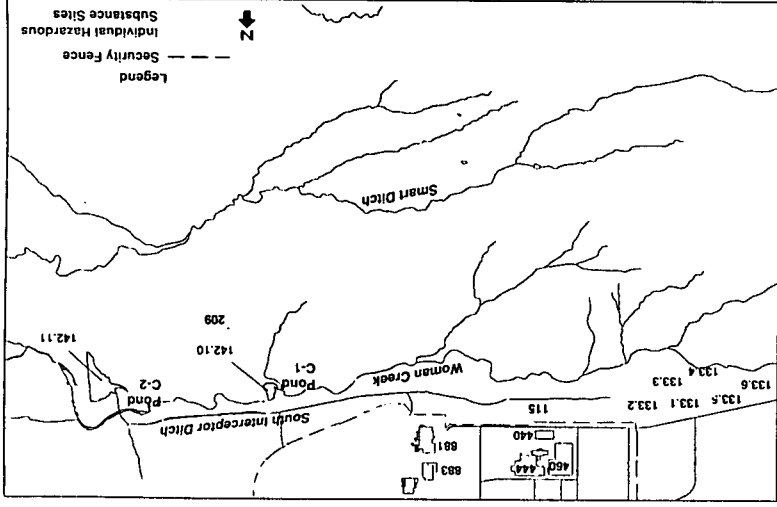 460
444
883
881
440
115
133.6
133.5
133.1
133.2
133.4
133.3
South Interceptor Ditch
Woman Creek
Pond
C-1
Pond
C-2
142.10
209
142.11
Smart Ditch
N
Legend
Security Fence
Individual Hazardous
Substance Sites